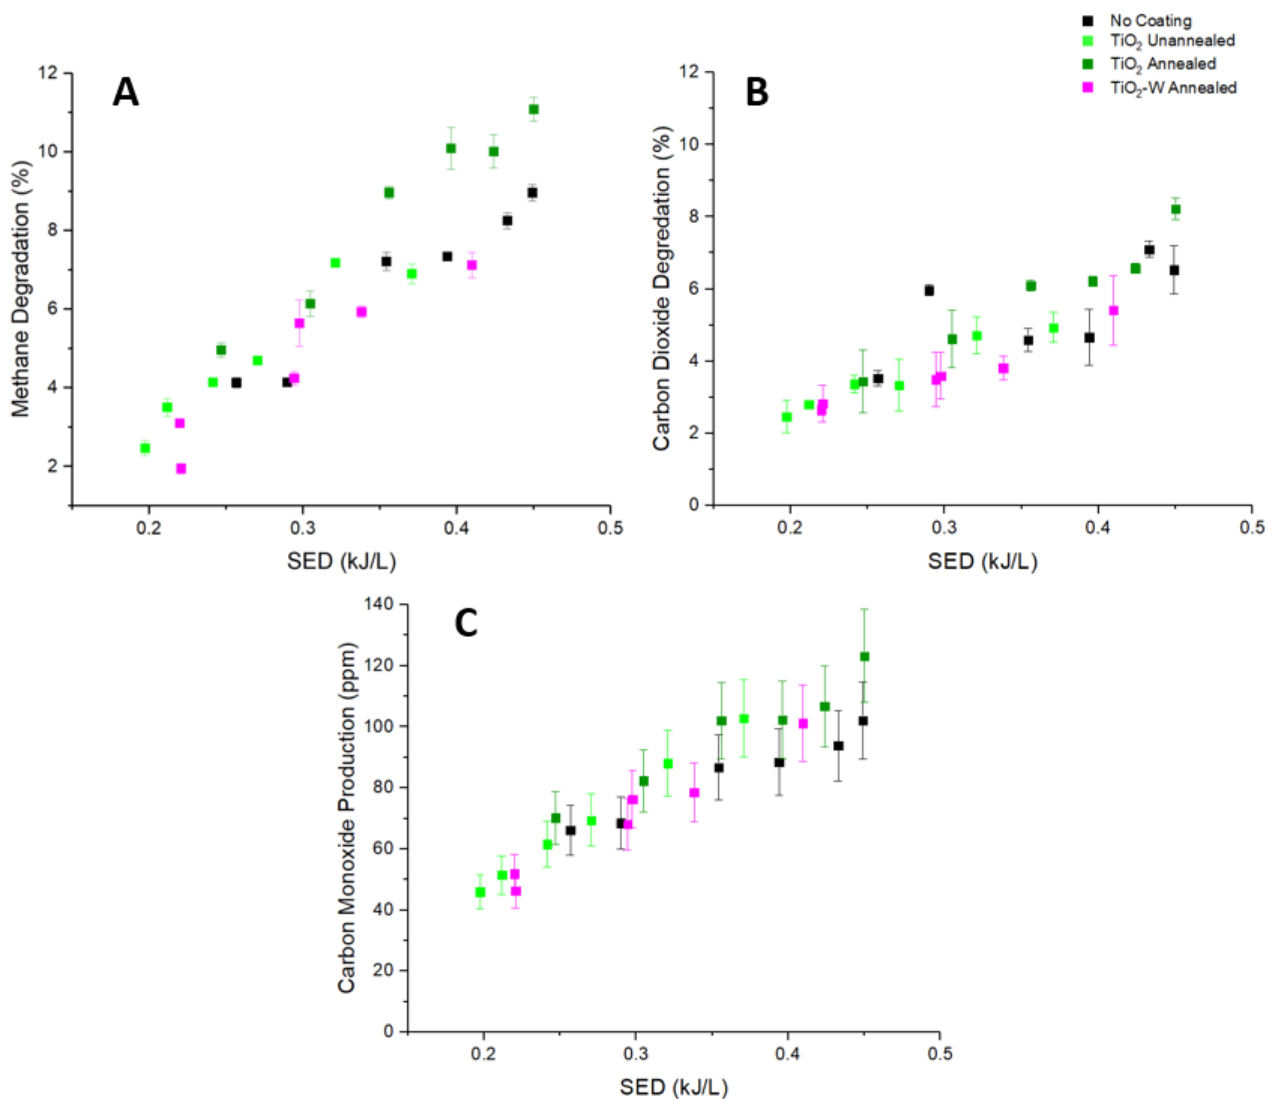 No Coating
TiO₂ Unannealed
TiO₂ Annealed
TiO₂-W Annealed
A
12
10
8
6
4
2
Methane Degradation (%)
0.2 0.3 0.4 0.5
SED (kJ/L)
B
12
10
8
6
4
2
0
Carbon Dioxide Degredation (%)
0.2 0.3 0.4 0.5
SED (kJ/L)
C
140
120
100
80
60
40
20
0
Carbon Monoxide Production (ppm)
0.2 0.3 0.4 0.5
SED (kJ/L)